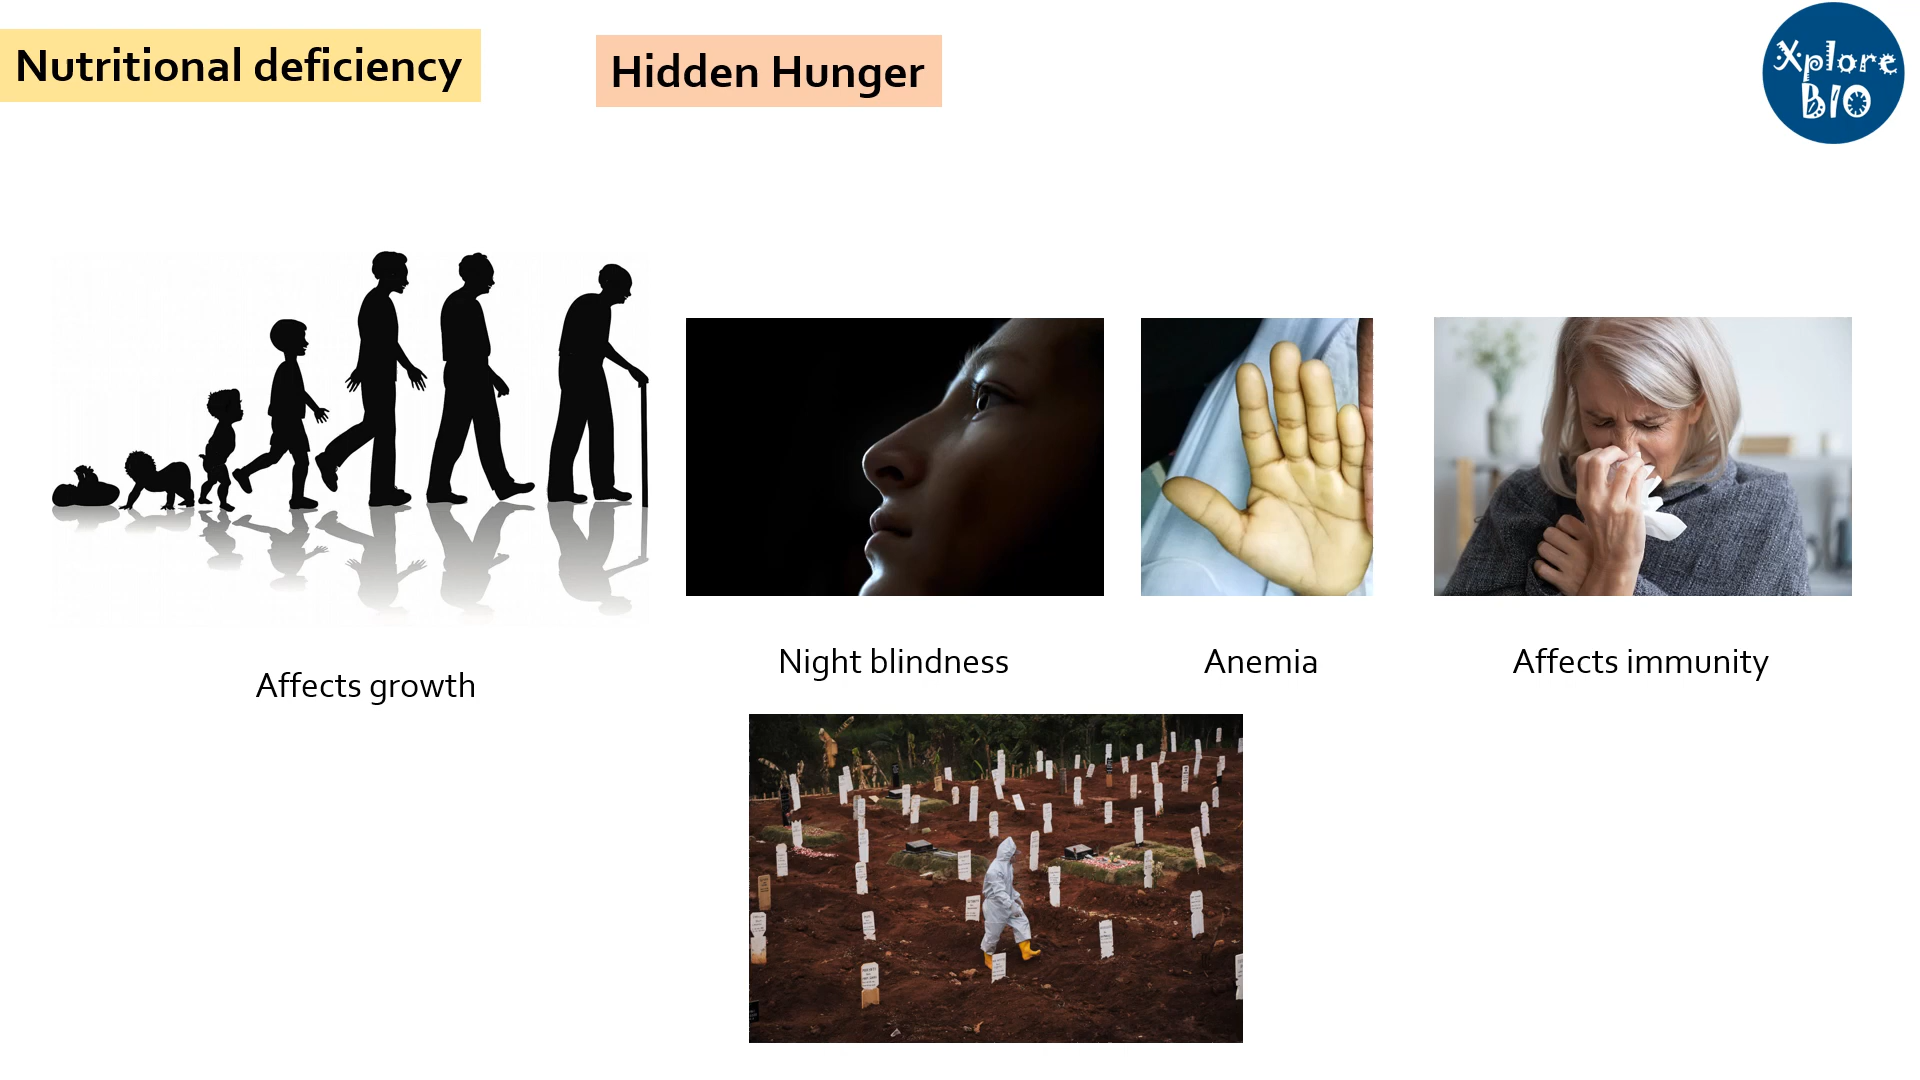 Nutritional deficiency
Hidden Hunger
Xplore
BIO
Affects growth
Night blindness
Anemia
Affects immunity